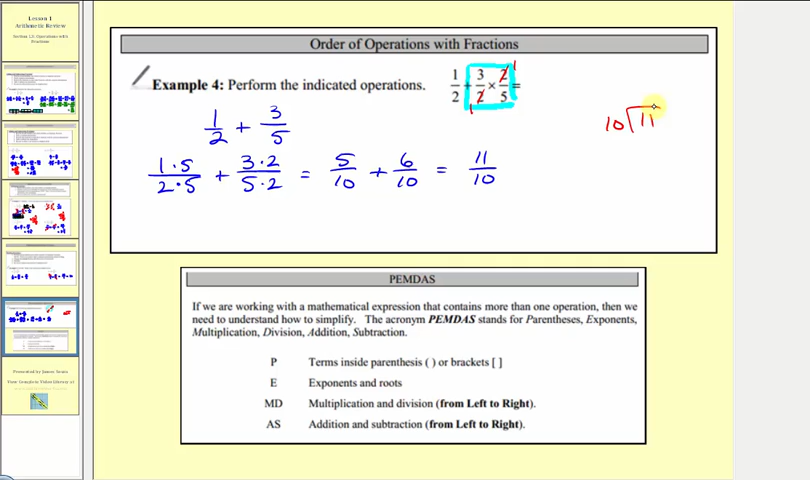 Lesson 1
Arithmetic Review
Order of Operations with Fractions
Example 4: Perform the indicated operations. 1/2 + 3/2 × 2/5 =
1 1
1/2 + 3/5
10 ⟌ 11
1·5/2·5 + 3·2/5·2 = 5/10 + 6/10 = 11/10
PEMDAS
If we are working with a mathematical expression that contains more than one operation, then we
need to understand how to simplify. The acronym PEMDAS stands for Parentheses, Exponents,
Multiplication, Division, Addition, Subtraction.
P Terms inside parenthesis ( ) or brackets [ ]
E Exponents and roots
MD Multiplication and division (from Left to Right).
AS Addition and subtraction (from Left to Right).